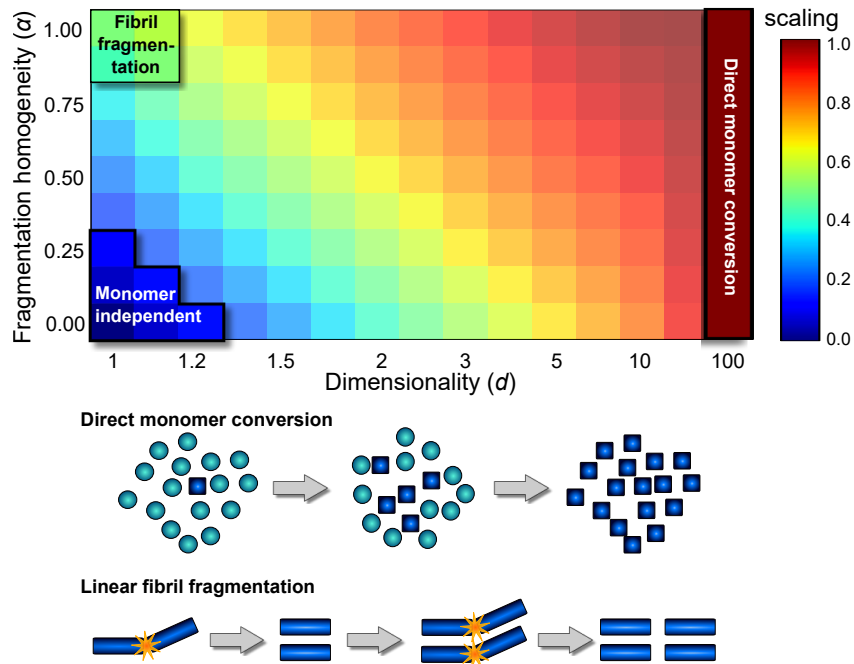 scaling
Fragmentation homogeneity (α)
1.00
0.75
0.50
0.25
0.00
Fibril
fragmen-
tation
Monomer
independent
Direct monomer conversion
1.0
0.8
0.6
0.4
0.2
0.0
1 1.2 1.5 2 3 5 10 100
Dimensionality (d)
Direct monomer conversion
Linear fibril fragmentation